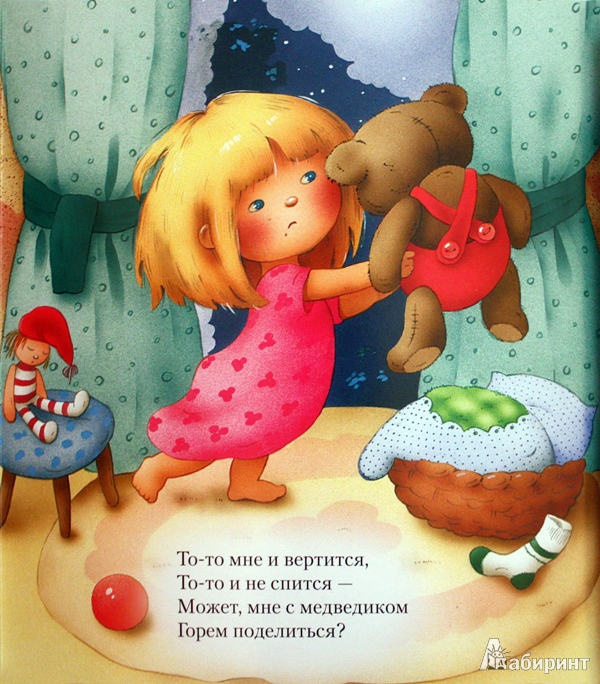 То-то мне и вертится,
То-то и не спится —
Может, мне с медведиком
Горем поделиться?
Лабиринт